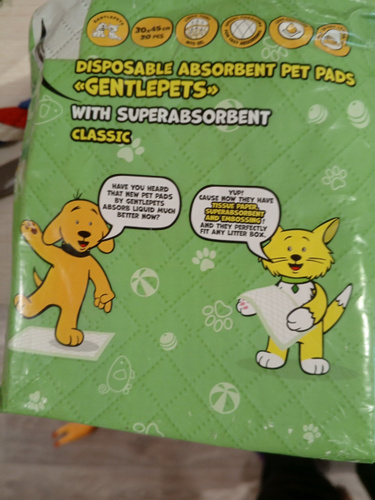 GENTLEPETS
30x45 cm
DISPOSABLE ABSORBENT PET PADS
«GENTLEPETS»
WITH SUPERABSORBENT
CLASSIC
HAVE YOU HEARD
THAT NEW PET PADS
BY GENTLEPETS
ABSORB LIQUID MUCH
BETTER NOW?
YUP!
CAUSE NOW THEY HAVE
TISSUE PAPER,
SUPERABSORBENT
AND EMBOSSING
AND THEY PERFECTLY
FIT ANY LITTER BOX.